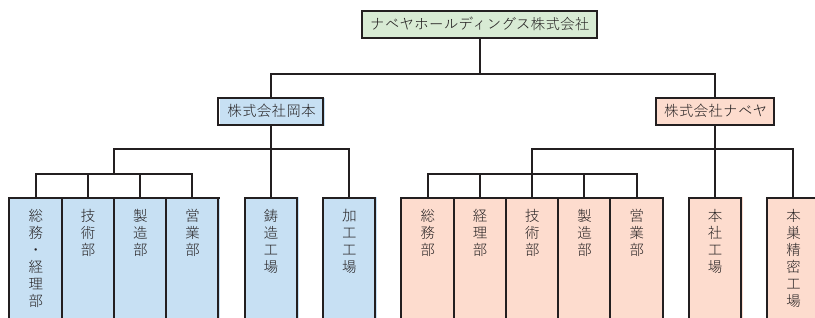 ナベヤホールディングス株式会社
株式会社岡本
株式会社ナベヤ
総務・経理部
技術部
製造部
営業部
鋳造工場
加工工場
総務部
経理部
技術部
製造部
営業部
本社工場
本巣精密工場